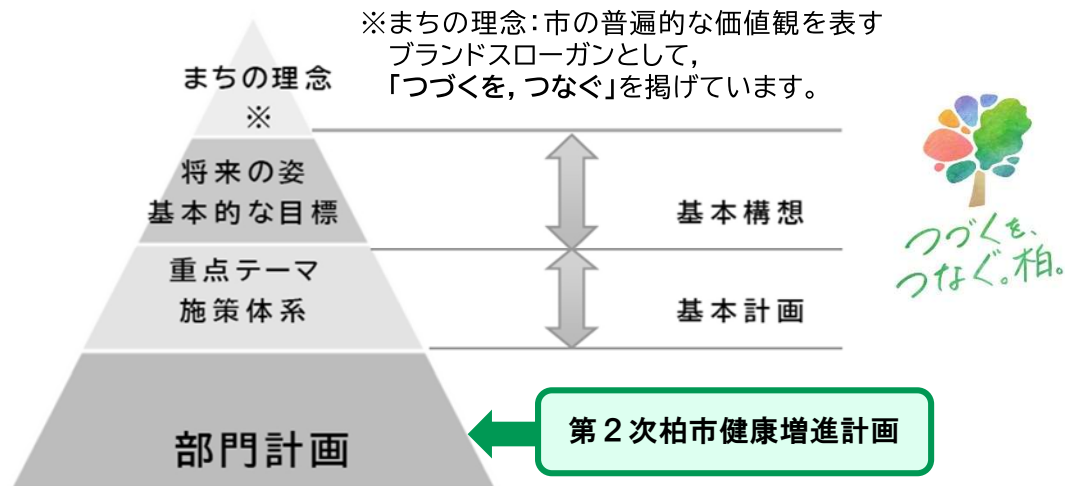 ※まちの理念：市の普遍的な価値観を表す
ブランドスローガンとして，
「つづくを，つなぐ」を掲げています。
まちの理念
※
将来の姿
基本的な目標
基本構想
重点テーマ
施策体系
基本計画
つづくを、
つなぐ。柏。
部門計画
第２次柏市健康増進計画